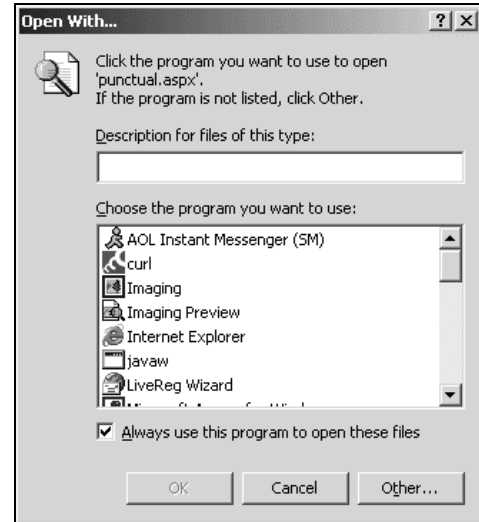 Open With...
Click the program you want to use to open
'punctual.aspx'.
If the program is not listed, click Other.
Description for files of this type:
Choose the program you want to use:
AOL Instant Messenger (SM)
curl
Imaging
Imaging Preview
Internet Explorer
javaw
LiveReg Wizard
Always use this program to open these files
OK
Cancel
Other...